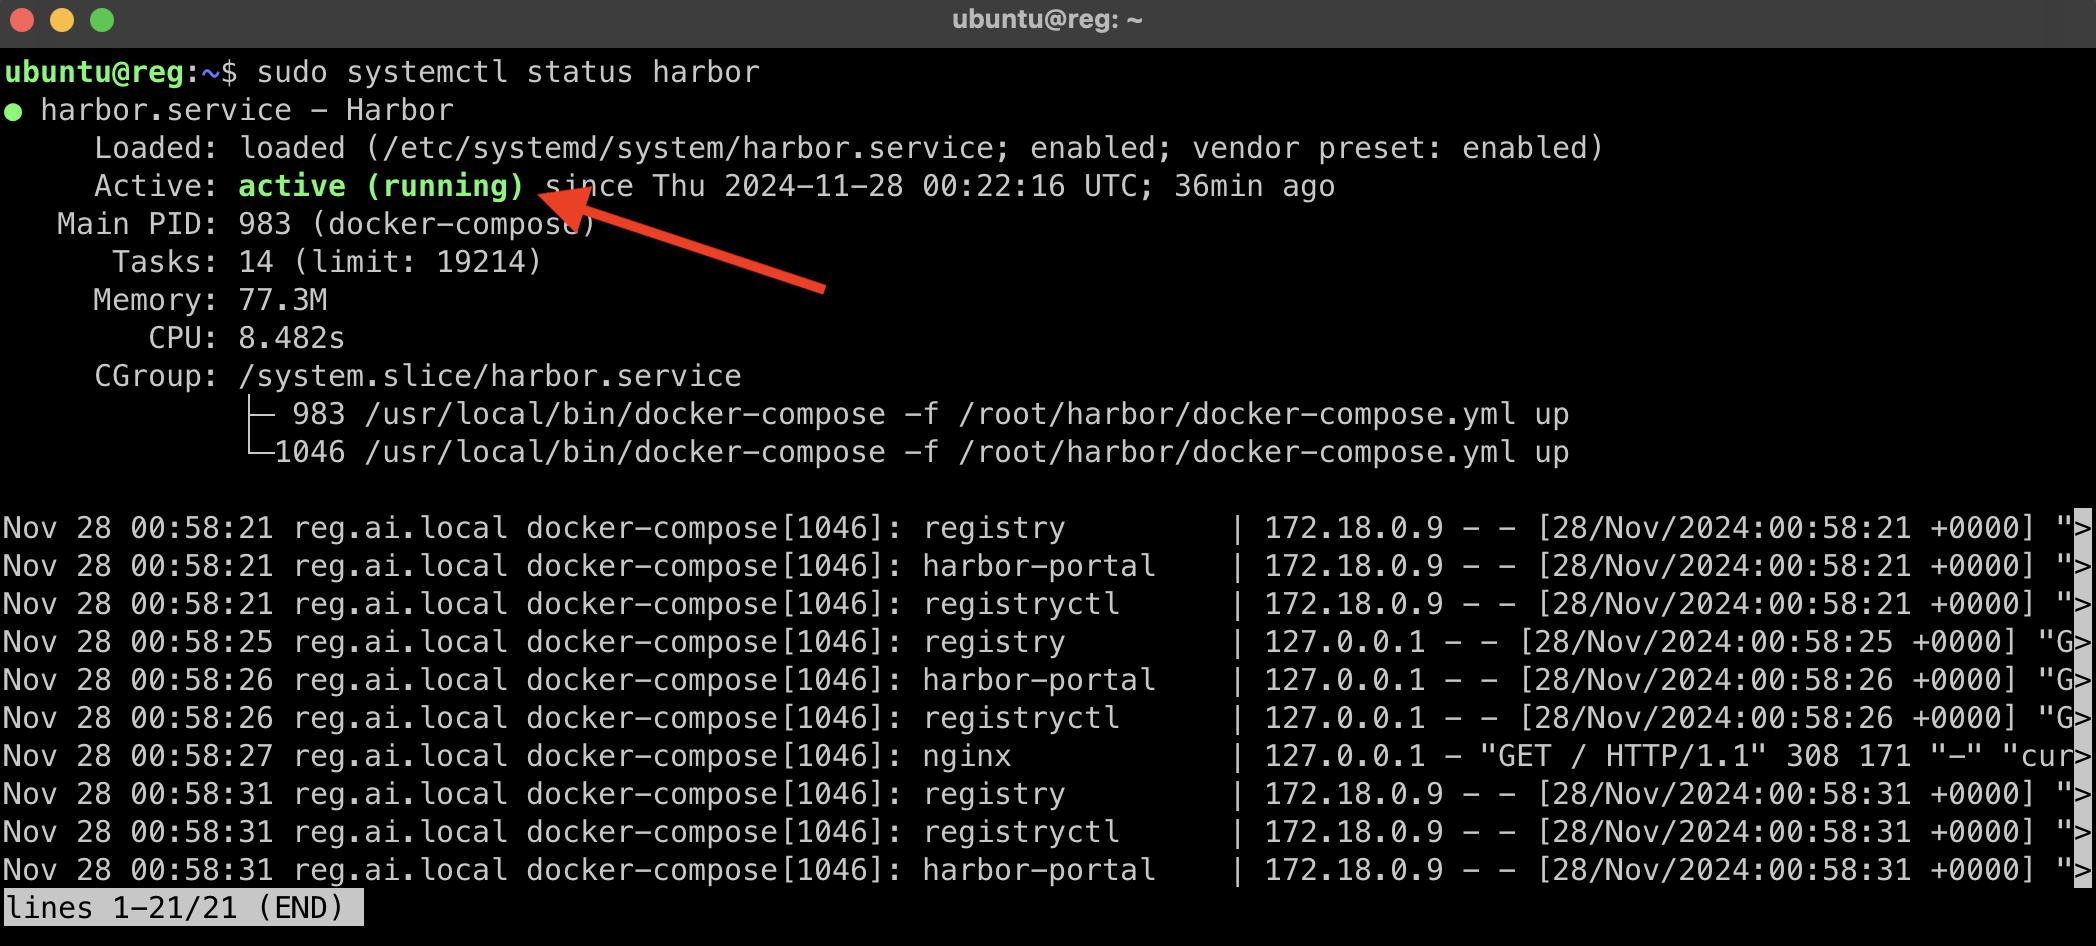 ubuntu@reg: ~
ubuntu@reg:~$ sudo systemctl status harbor
● harbor.service - Harbor
     Loaded: loaded (/etc/systemd/system/harbor.service; enabled; vendor preset: enabled)
     Active: active (running) since Thu 2024-11-28 00:22:16 UTC; 36min ago
   Main PID: 983 (docker-compose)
      Tasks: 14 (limit: 19214)
     Memory: 77.3M
        CPU: 8.482s
     CGroup: /system.slice/harbor.service
             ├─ 983 /usr/local/bin/docker-compose -f /root/harbor/docker-compose.yml up
             └─1046 /usr/local/bin/docker-compose -f /root/harbor/docker-compose.yml up
Nov 28 00:58:21 reg.ai.local docker-compose[1046]: registry         | 172.18.0.9 - - [28/Nov/2024:00:58:21 +0000] ">
Nov 28 00:58:21 reg.ai.local docker-compose[1046]: harbor-portal    | 172.18.0.9 - - [28/Nov/2024:00:58:21 +0000] ">
Nov 28 00:58:21 reg.ai.local docker-compose[1046]: registryctl      | 172.18.0.9 - - [28/Nov/2024:00:58:21 +0000] ">
Nov 28 00:58:25 reg.ai.local docker-compose[1046]: registry         | 127.0.0.1 - - [28/Nov/2024:00:58:25 +0000] "G>
Nov 28 00:58:26 reg.ai.local docker-compose[1046]: harbor-portal    | 127.0.0.1 - - [28/Nov/2024:00:58:26 +0000] "G>
Nov 28 00:58:26 reg.ai.local docker-compose[1046]: registryctl      | 127.0.0.1 - - [28/Nov/2024:00:58:26 +0000] "G>
Nov 28 00:58:27 reg.ai.local docker-compose[1046]: nginx            | 127.0.0.1 - "GET / HTTP/1.1" 308 171 "-" "cur>
Nov 28 00:58:31 reg.ai.local docker-compose[1046]: registry         | 172.18.0.9 - - [28/Nov/2024:00:58:31 +0000] ">
Nov 28 00:58:31 reg.ai.local docker-compose[1046]: registryctl      | 172.18.0.9 - - [28/Nov/2024:00:58:31 +0000] ">
Nov 28 00:58:31 reg.ai.local docker-compose[1046]: harbor-portal    | 172.18.0.9 - - [28/Nov/2024:00:58:31 +0000] ">
lines 1-21/21 (END)